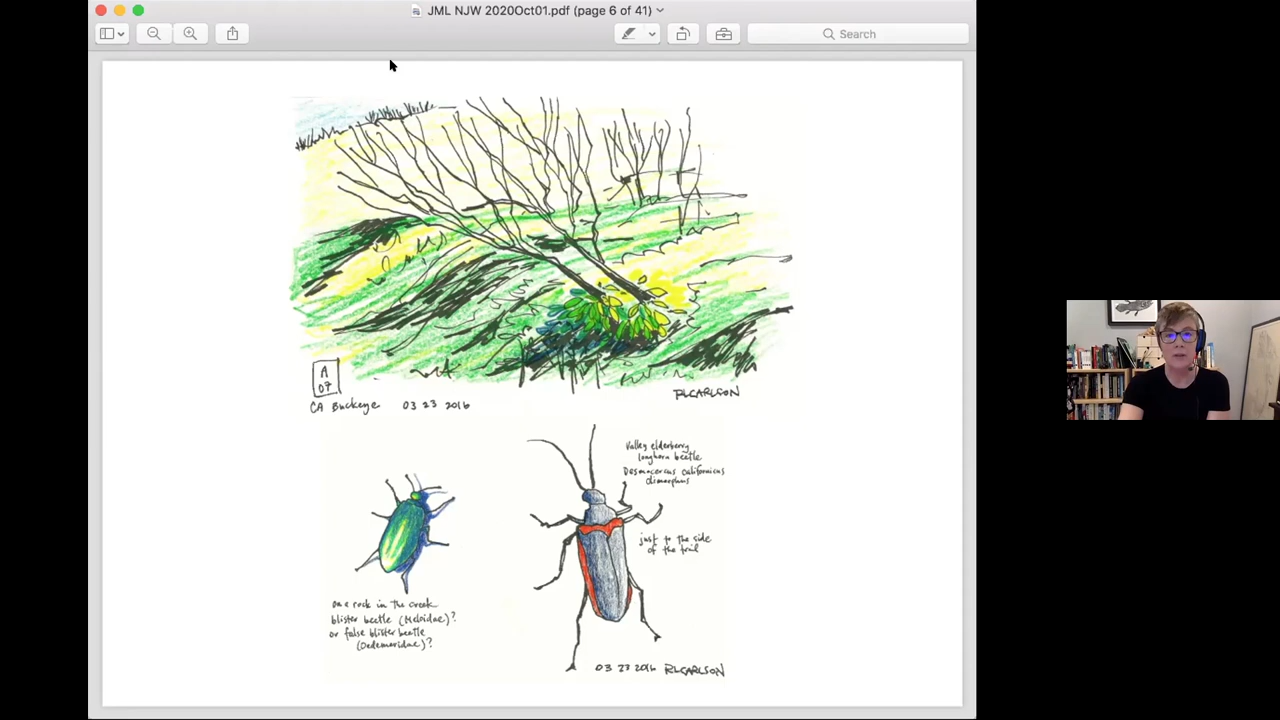 JML NJW 2020Oct01.pdf (page 6 of 41)
Search
A
07
CA Buckeye 03 23 2016
RLCARLSON
Valley elderberry
longhorn beetle
Desmocercus californicus
dimorphus
just to the side
of the trail
on a rock in the creek
blister beetle (Meloidae)?
or false blister beetle
(Oedemeridae)?
03 23 2016 RLCARLSON